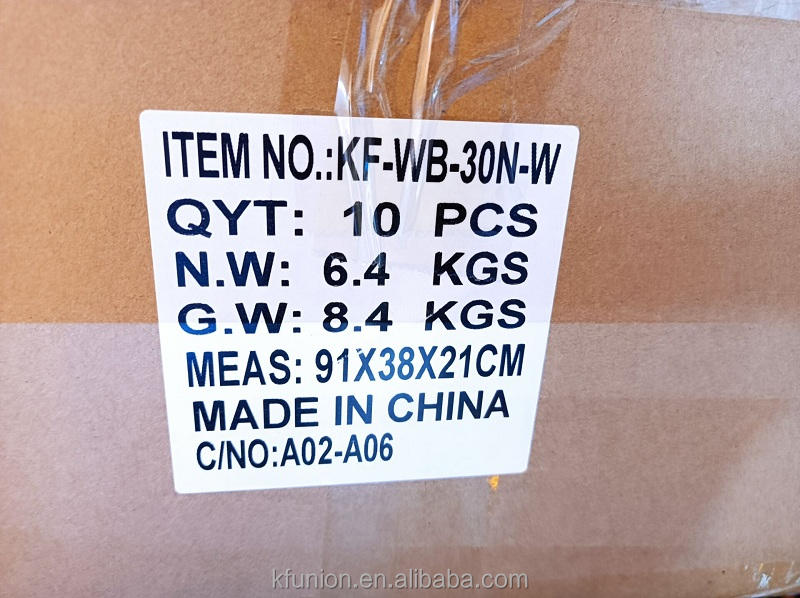 ITEM NO.:KF-WB-30N-W
QYT: 10 PCS
N.W: 6.4 KGS
G.W: 8.4 KGS
MEAS: 91X38X21CM
MADE IN CHINA
C/NO:A02-A06
kfunion.en.alibaba.com